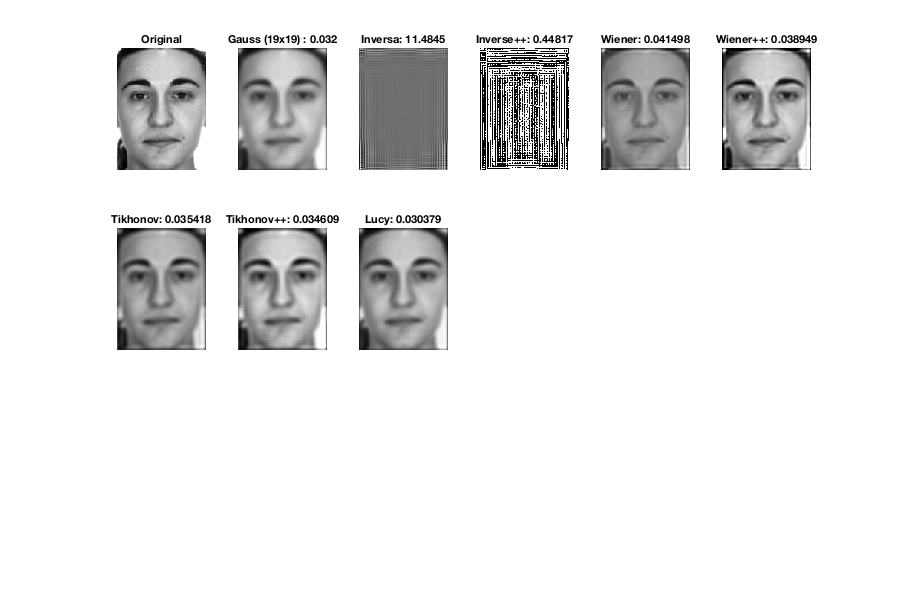 Original
Gauss (19x19) : 0.032
Inversa: 11.4845
Inverse++: 0.44817
Wiener: 0.041498
Wiener++: 0.038949
Tikhonov: 0.035418
Tikhonov++: 0.034609
Lucy: 0.030379